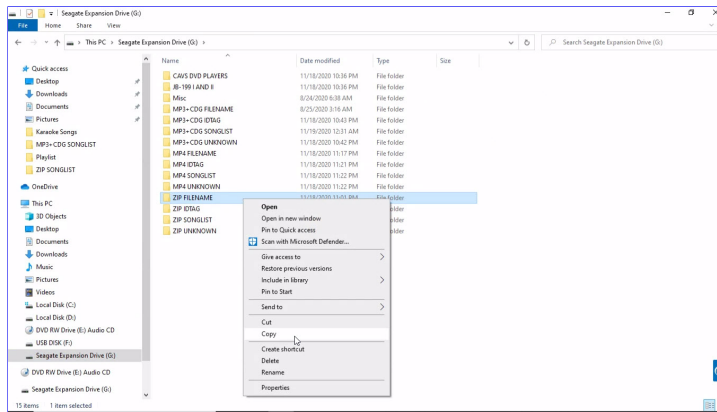 Seagate Expansion Drive (G:)
File Home Share View
This PC > Seagate Expansion Drive (G:) >
Search Seagate Expansion Drive (G:)
Name Date modified Type Size
Quick access
Desktop
Downloads
Documents
Pictures
Karaoke Songs
MP3+CDG SONGLIST
Playlist
ZIP SONGLIST
OneDrive
This PC
3D Objects
Desktop
Documents
Downloads
Music
Pictures
Videos
Local Disk (C:)
Local Disk (D:)
DVD RW Drive (E:) Audio CD
USB DISK (F:)
Seagate Expansion Drive (G:)
DVD RW Drive (E:) Audio CD
Seagate Expansion Drive (G:)
CAVS DVD PLAYERS 11/18/2020 10:36 PM File folder
JB-199 I AND II 11/18/2020 10:36 PM File folder
Misc 8/24/2020 6:38 AM File folder
MP3+CDG FILENAME 8/25/2020 3:16 AM File folder
MP3+CDG IDTAG 11/18/2020 10:43 PM File folder
MP3+CDG SONGLIST 11/19/2020 12:31 AM File folder
MP3+CDG UNKNOWN 11/18/2020 10:42 PM File folder
MP4 FILENAME 11/18/2020 11:17 PM File folder
MP4 IDTAG 11/18/2020 11:21 PM File folder
MP4 SONGLIST 11/18/2020 11:22 PM File folder
MP4 UNKNOWN 11/18/2020 11:22 PM File folder
ZIP FILENAME 11/18/2020 11:01 PM File folder
ZIP IDTAG
ZIP SONGLIST
ZIP UNKNOWN
Open
Open in new window
Pin to Quick access
Scan with Microsoft Defender...
Give access to >
Restore previous versions
Include in library >
Pin to Start
Send to >
Cut
Copy
Create shortcut
Delete
Rename
Properties
15 items 1 item selected